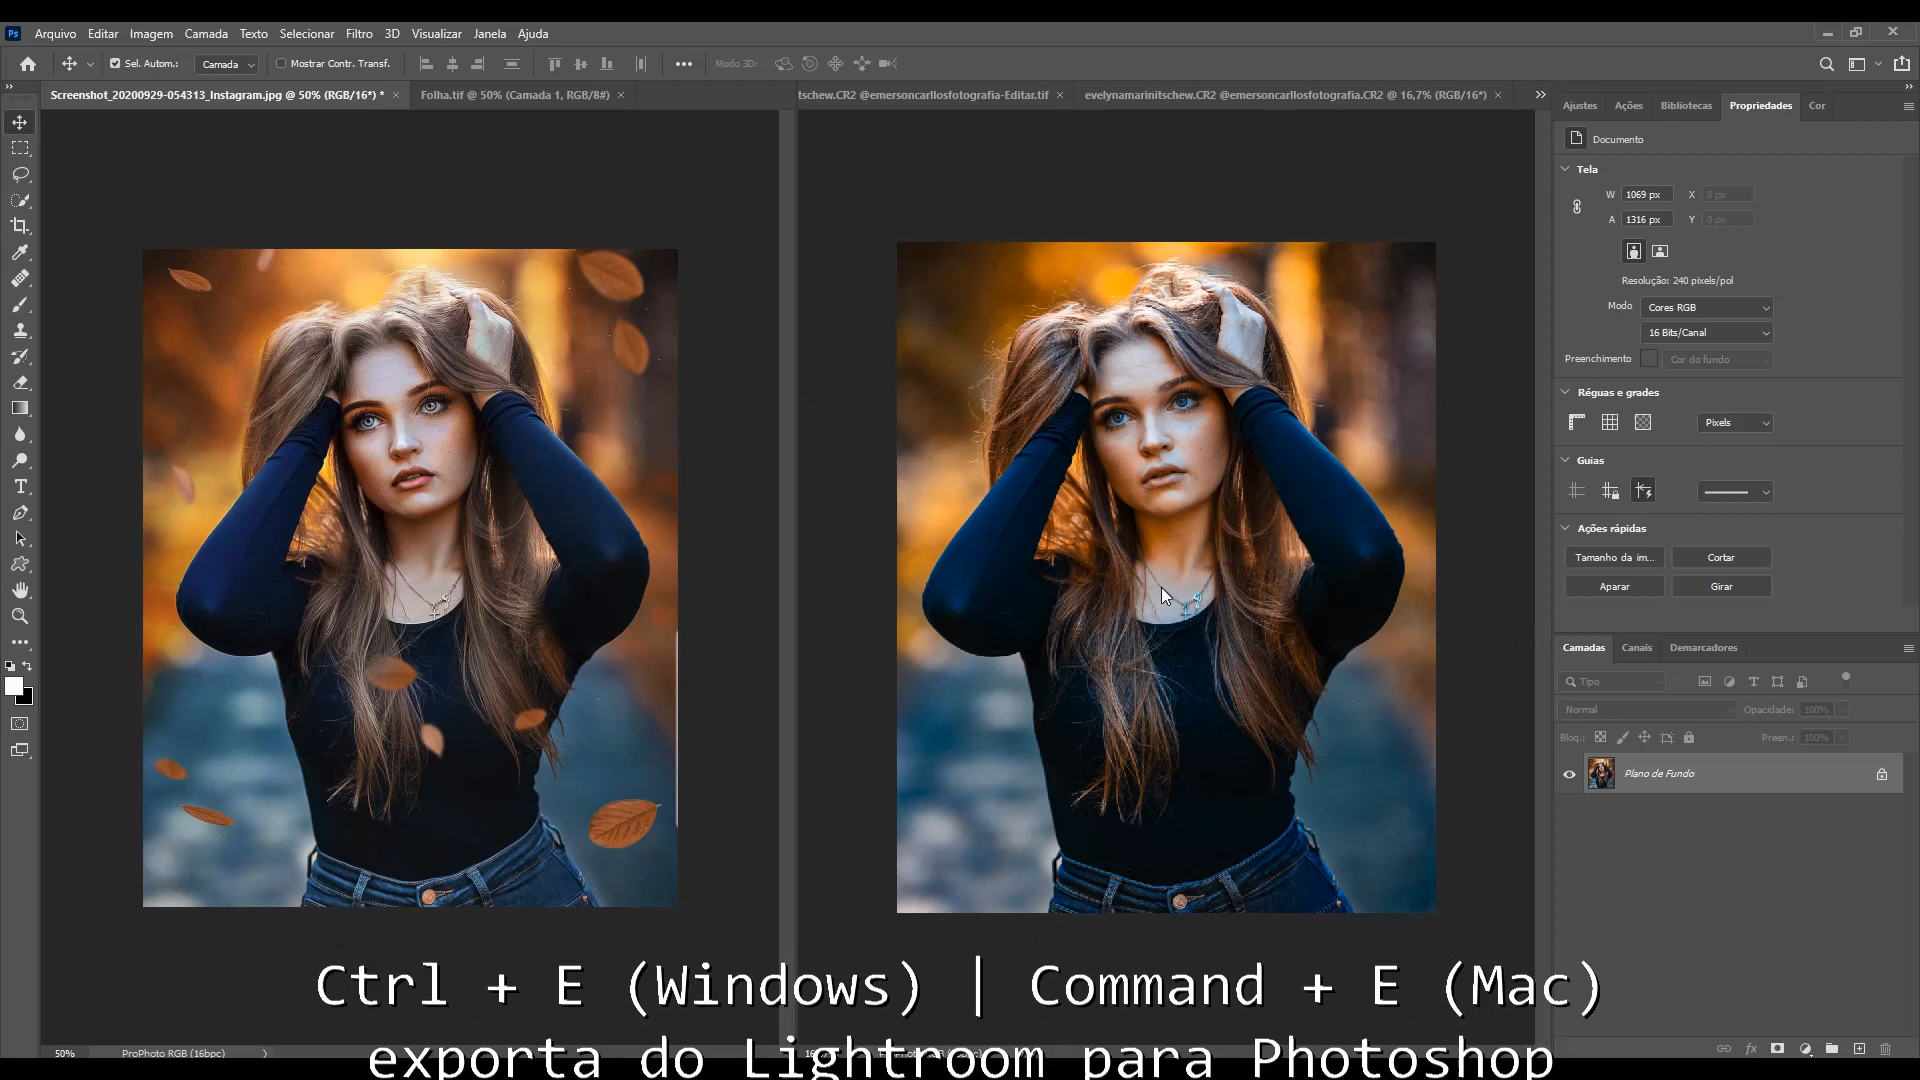 Ps Arquivo Editar Imagem Camada Texto Selecionar Filtro 3D Visualizar Janela Ajuda
Sel. Autom.: Camada Mostrar Contr. Transf. Modo 3D:
Screenshot_20200929-054313_Instagram.jpg @ 50% (RGB/16*) * Folha.tif @ 50% (Camada 1, RGB/8#) tschew.CR2 @emersoncarllosfotografia-Editar.tif evelynamarinitschew.CR2 @emersoncarllosfotografia.CR2 @ 16,7% (RGB/16*)
Ajustes Ações Bibliotecas Propriedades Cor
Documento
Tela
W 1069 px X 0 px
A 1316 px Y 0 px
Resolução: 240 pixels/pol
Modo Cores RGB
16 Bits/Canal
Preenchimento Cor do fundo
Réguas e grades
Pixels
Guias
Ações rápidas
Tamanho da im... Cortar
Aparar Girar
Camadas Canais Demarcadores
Tipo
Normal Opacidade: 100%
Bloq.: Preen.: 100%
Plano de Fundo
Ctrl + E (Windows) | Command + E (Mac)
exporta do Lightroom para Photoshop
50% ProPhoto RGB (16bpc)
fx